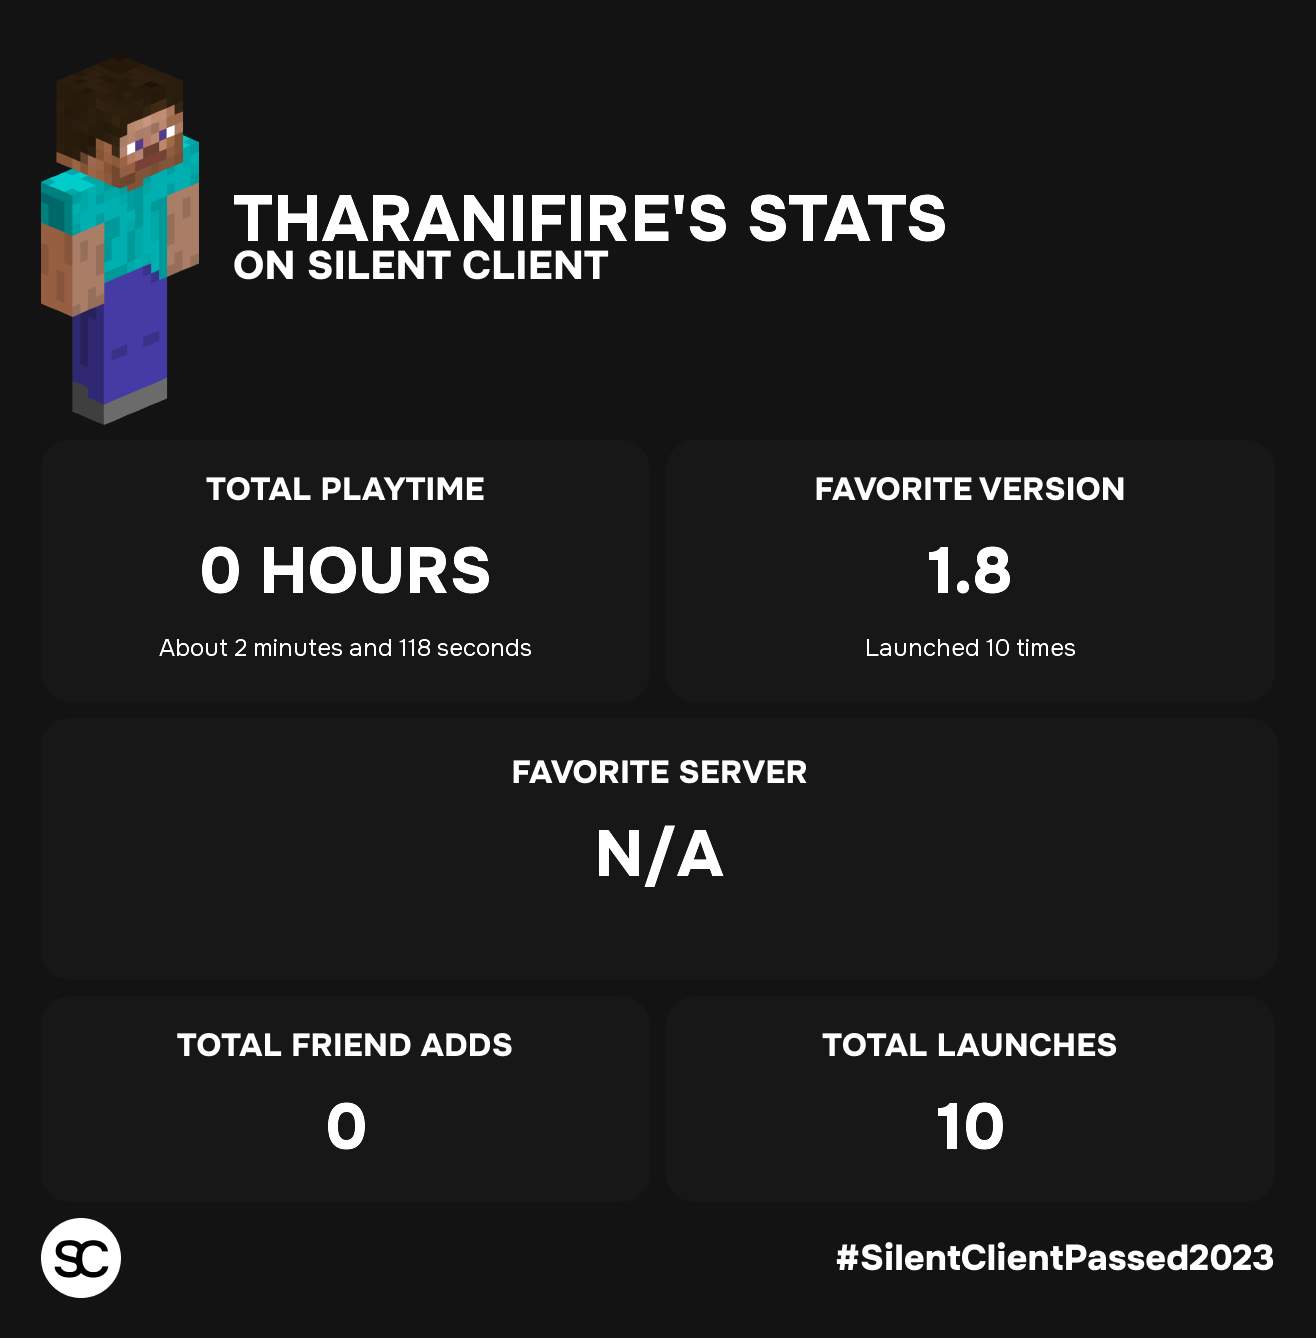 THARANIFIRE'S STATS
ON SILENT CLIENT
TOTAL PLAYTIME
0 HOURS
About 2 minutes and 118 seconds
FAVORITE VERSION
1.8
Launched 10 times
FAVORITE SERVER
N/A
TOTAL FRIEND ADDS
0
TOTAL LAUNCHES
10
SC
#SilentClientPassed2023